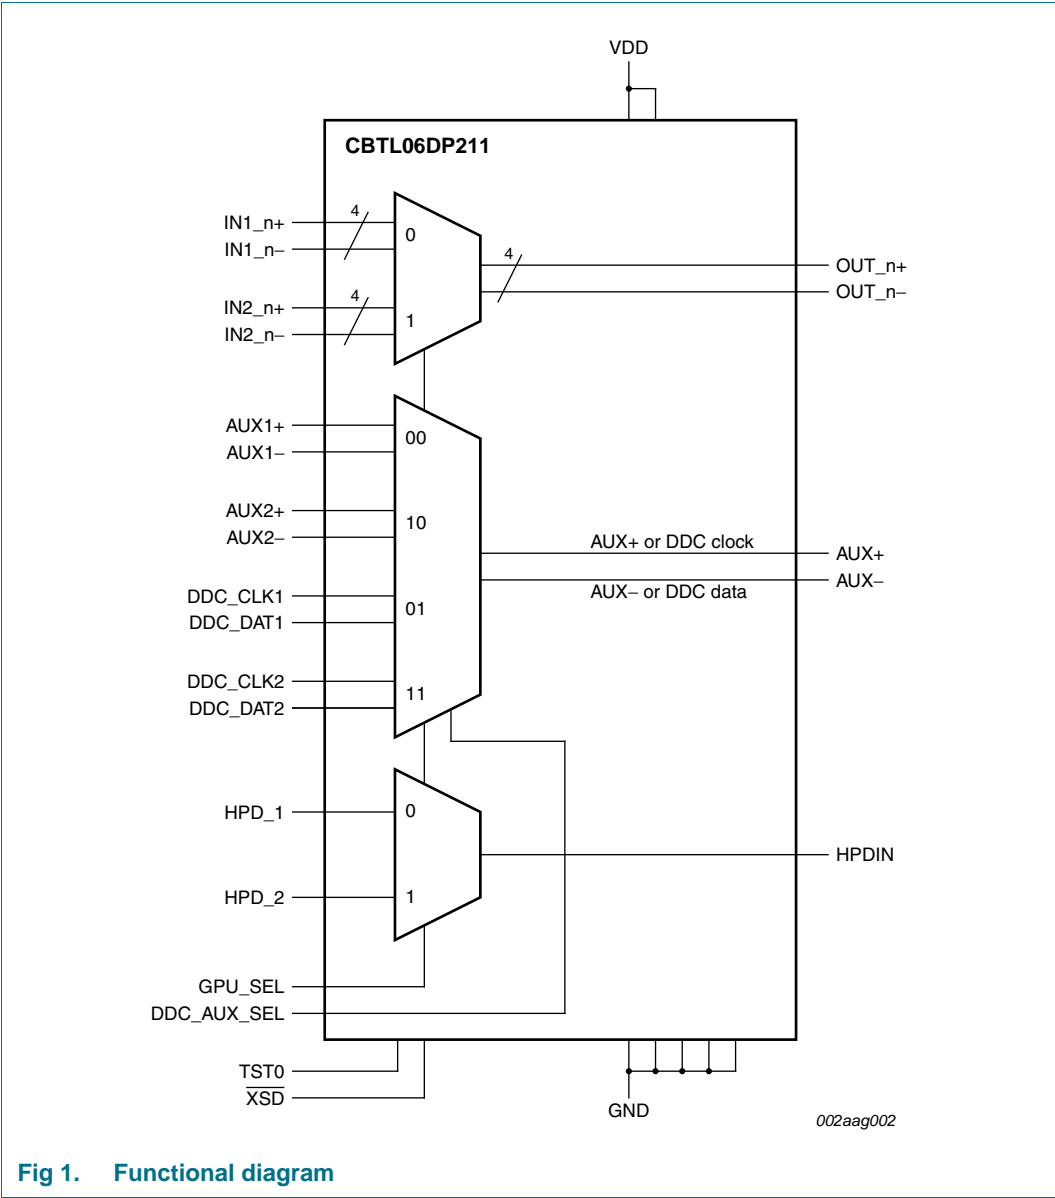 VDD
CBTL06DP211
IN1_n+
IN1_n−
4
0
IN2_n+
IN2_n−
4
1
4
OUT_n+
OUT_n−
AUX1+
AUX1−
00
AUX2+
AUX2−
10
AUX+ or DDC clock
AUX+
AUX− or DDC data
AUX−
DDC_CLK1
DDC_DAT1
01
DDC_CLK2
DDC_DAT2
11
HPD_1
0
HPDIN
HPD_2
1
GPU_SEL
DDC_AUX_SEL
TST0
XSD
GND
002aag002
Fig 1. Functional diagram